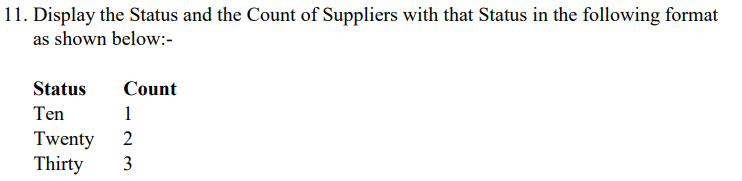 11. Display the Status and the Count of Suppliers with that Status in the following format
as shown below:-
Status Count
Ten 1
Twenty 2
Thirty 3